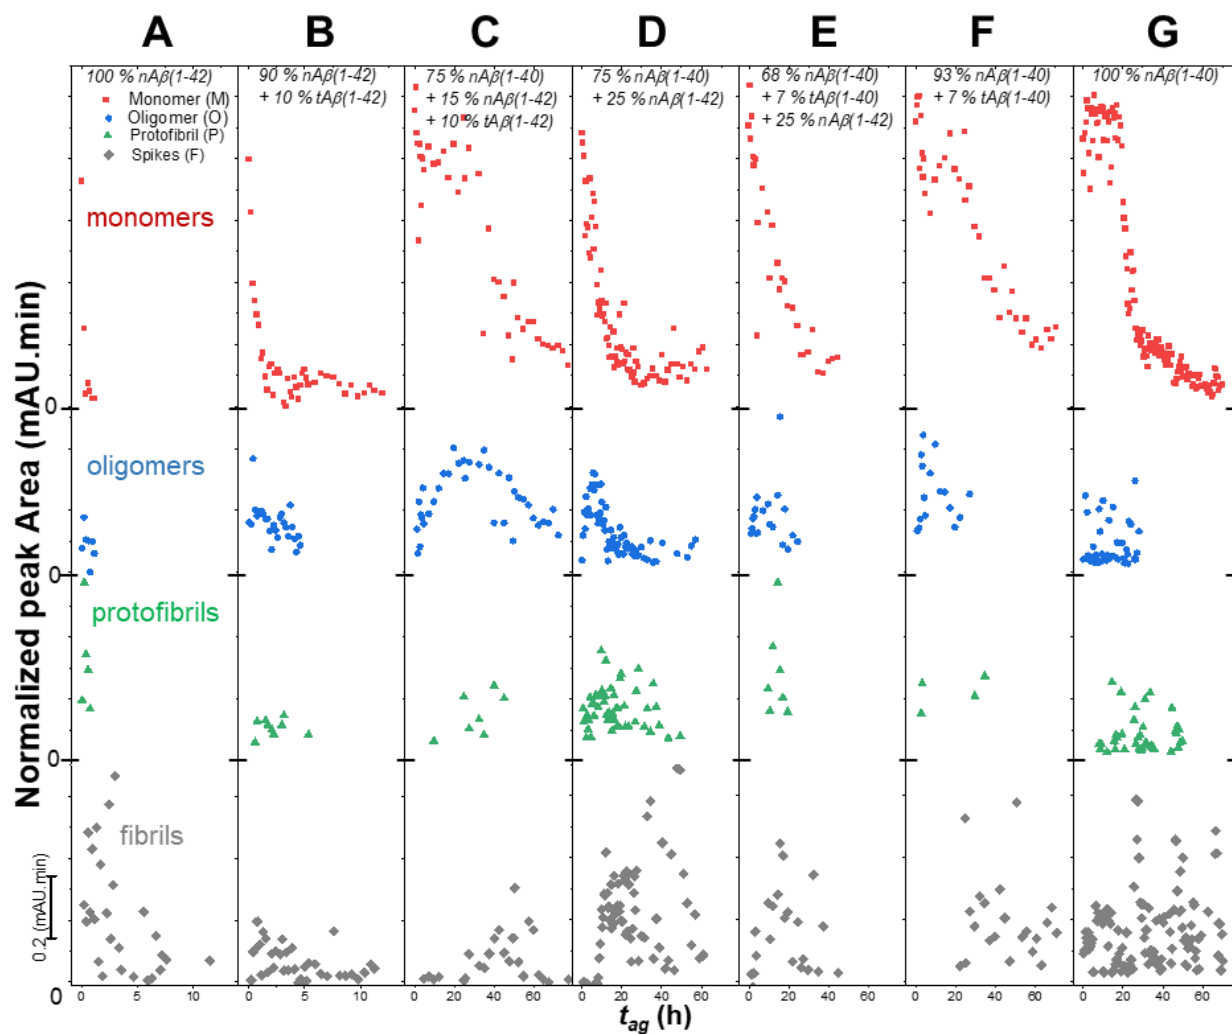 A B C D E F G
100 % nAβ(1-42)
90 % nAβ(1-42)
+ 10 % tAβ(1-42)
75 % nAβ(1-40)
+ 15 % nAβ(1-42)
+ 10 % tAβ(1-42)
75 % nAβ(1-40)
+ 25 % nAβ(1-42)
68 % nAβ(1-40)
+ 7 % tAβ(1-40)
+ 25 % nAβ(1-42)
93 % nAβ(1-40)
+ 7 % tAβ(1-40)
100 % nAβ(1-40)
Monomer (M)
Oligomer (O)
Protofibril (P)
Spikes (F)
monomers
oligomers
protofibrils
fibrils
Normalized peak Area (mAU.min)
0
0
0
0
0.2 (mAU.min)
0 5 10 0 5 10 0 20 40 60 0 20 40 60 0 20 40 60 0 20 40 60 0 20 40 60
t_ag (h)